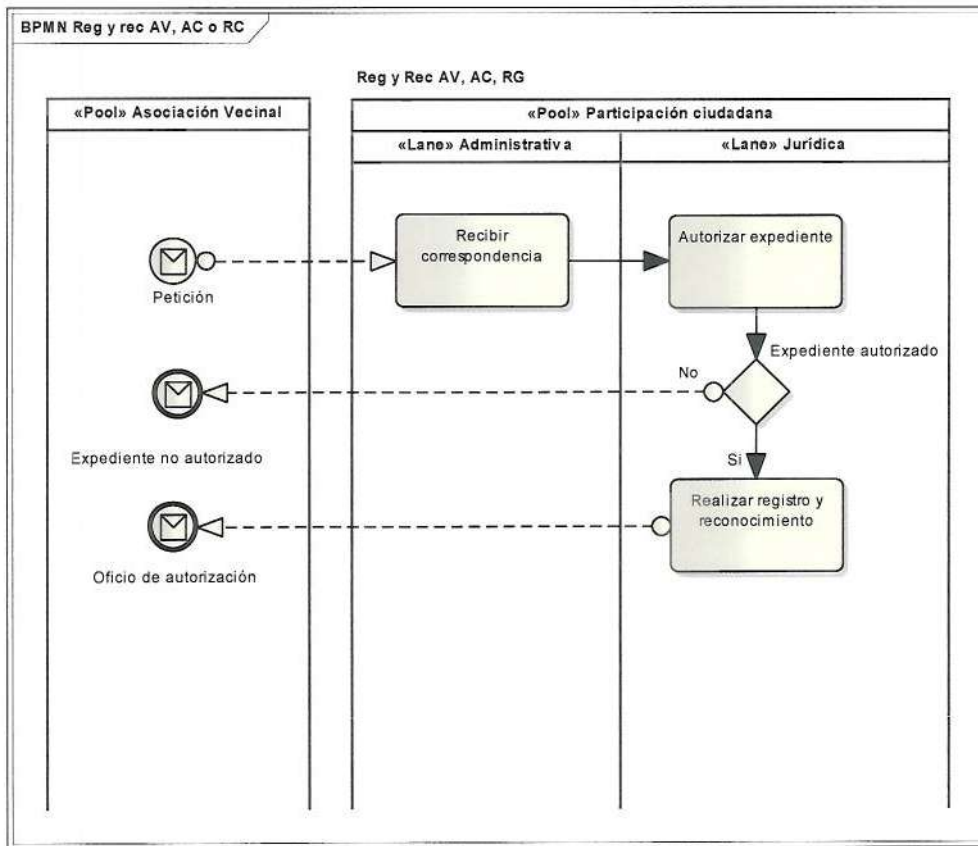 BPMN Reg y rec AV, AC o RC
Reg y Rec AV, AC, RG
«Pool» Asociación Vecinal
«Pool» Participación ciudadana
«Lane» Administrativa
«Lane» Jurídica
Recibir
correspondencia
Autorizar expediente
Petición
Expediente autorizado
No
Expediente no autorizado
Si
Realizar registro y
reconocimiento
Oficio de autorización